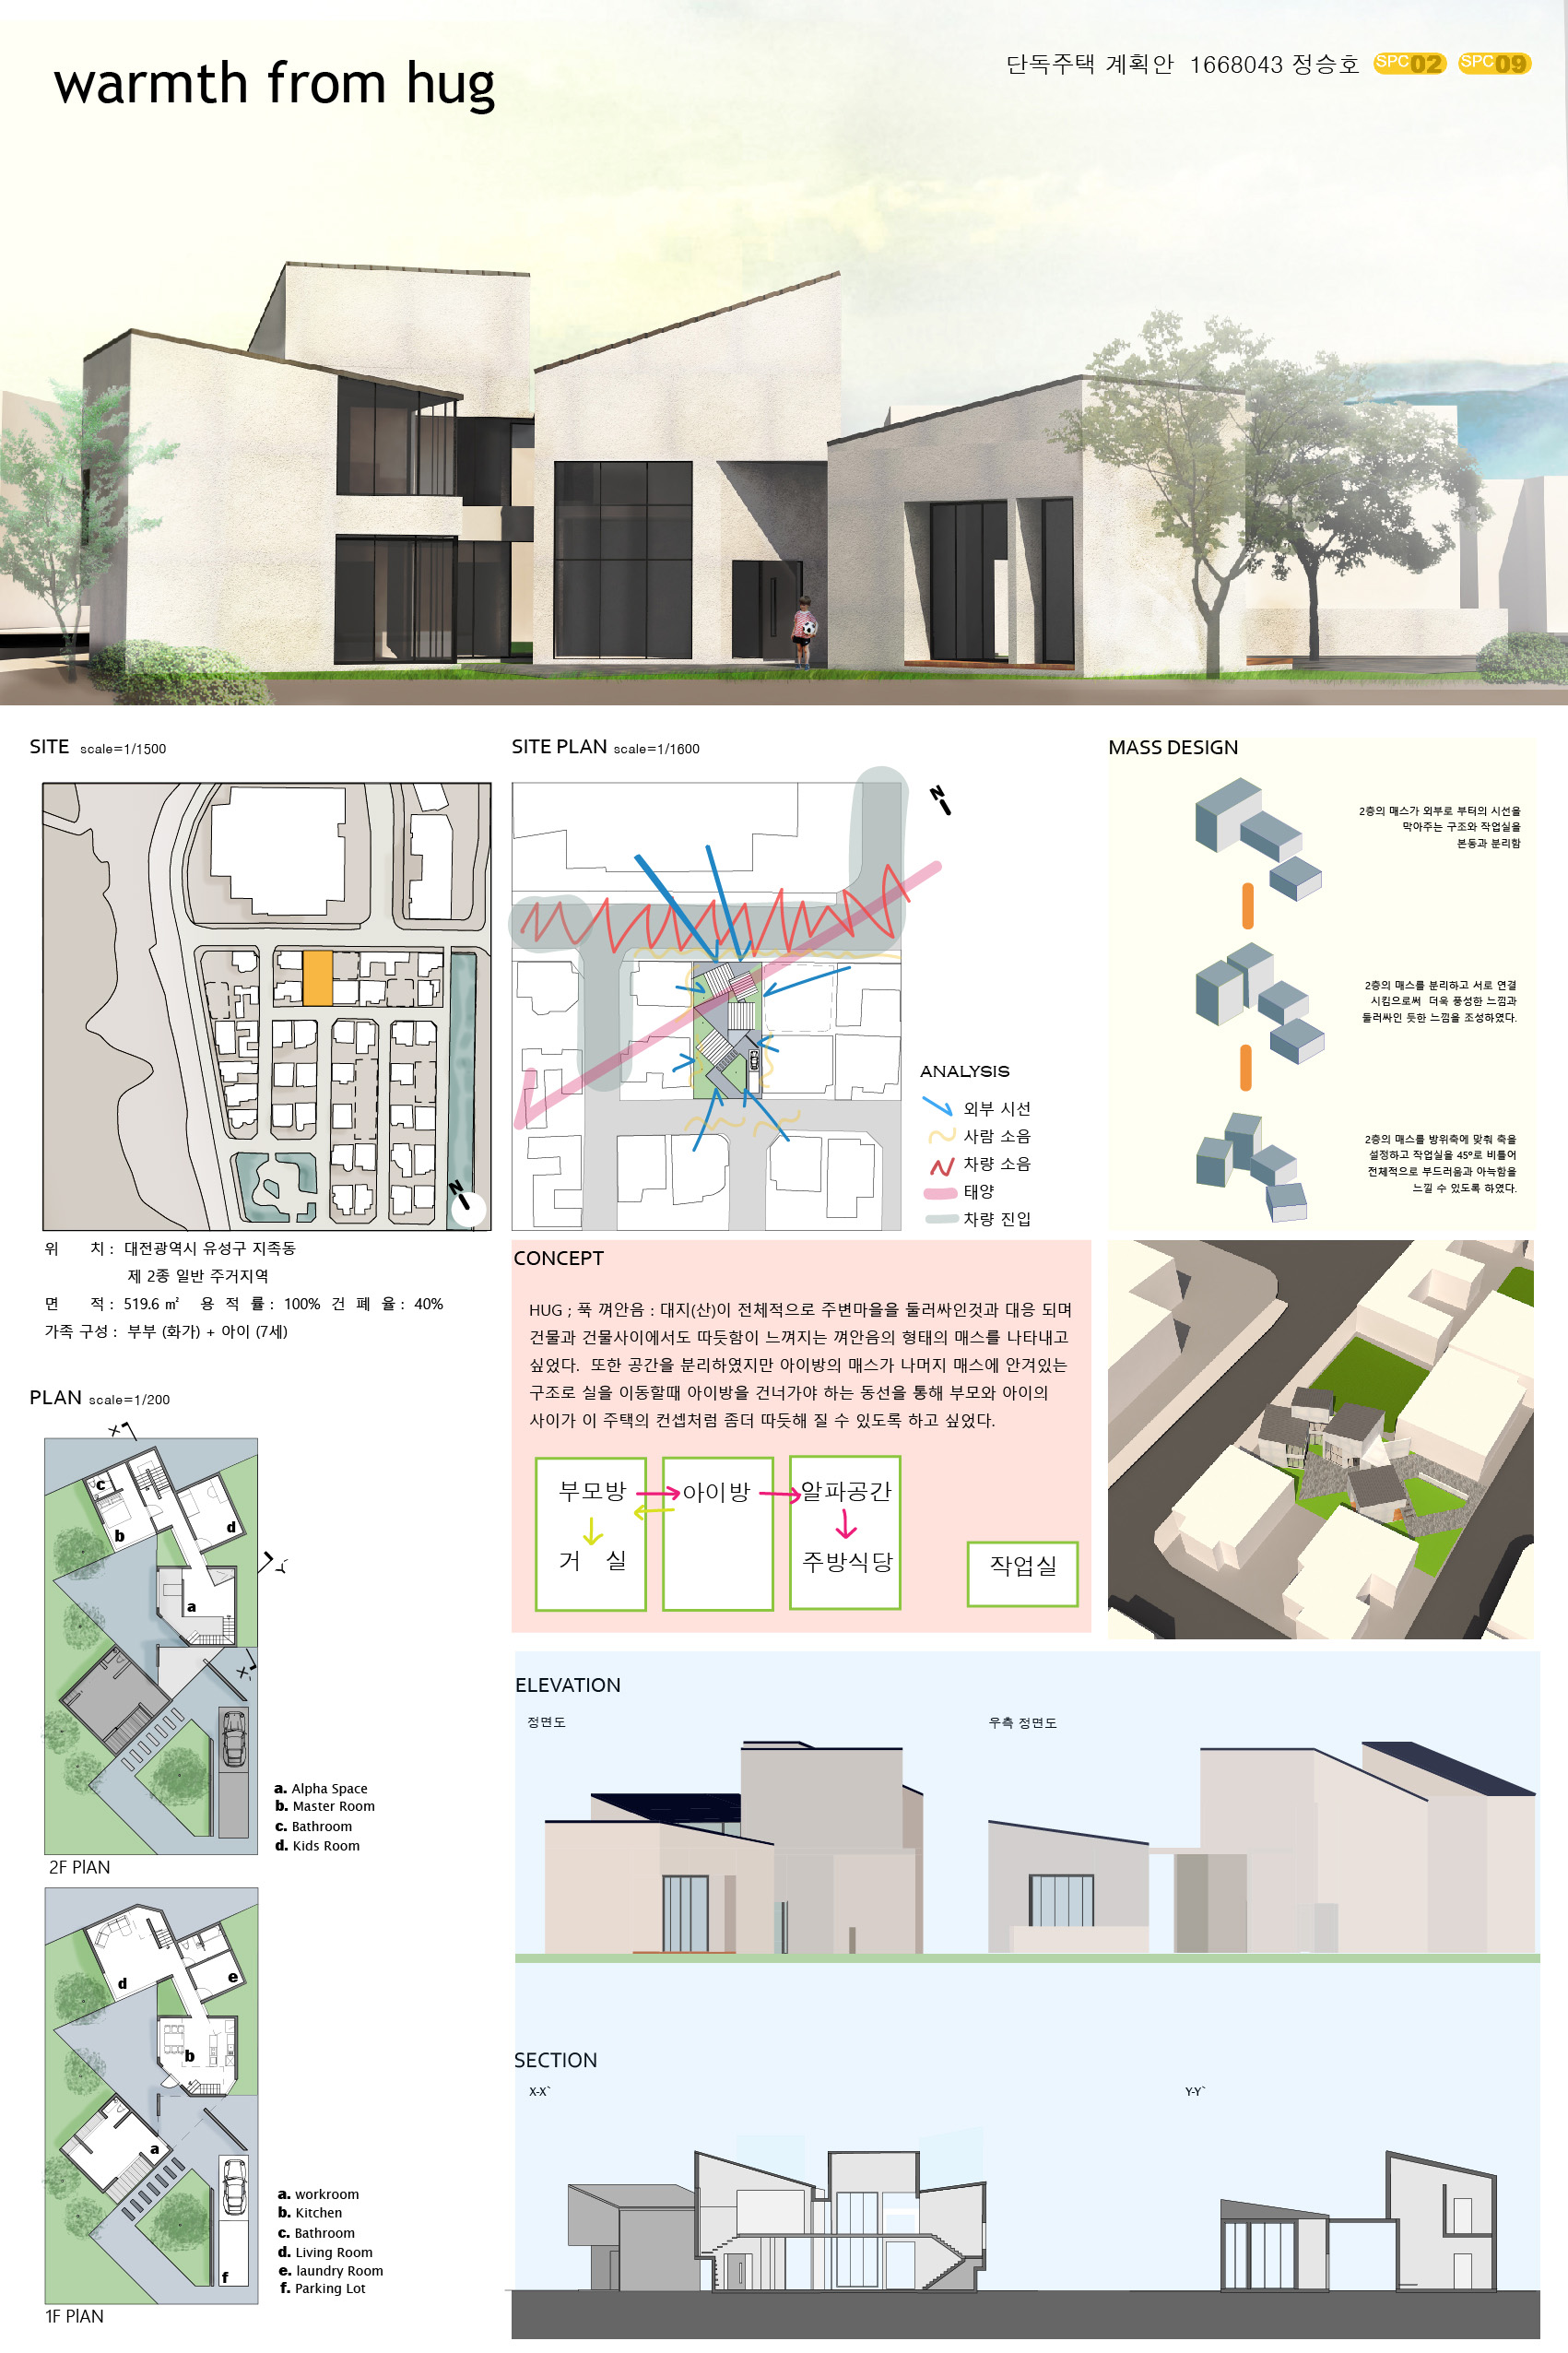 warmth from hug
단독주택 계획안 1668043 정승호 SPC02 SPC09
SITE scale=1/1500
N
위 치 : 대전광역시 유성구 지족동
제 2종 일반 주거지역
면 적 : 519.6 ㎡ 용 적 률 : 100% 건 폐 율 : 40%
가족 구성 : 부부 (화가) + 아이 (7세)
SITE PLAN scale=1/1600
N
ANALYSIS
외부 시선
사람 소음
차량 소음
태양
차량 진입
MASS DESIGN
2층의 매스가 외부로 부터의 시선을
막아주는 구조와 작업실을
본동과 분리함
2층의 매스를 분리하고 서로 연결
시킴으로써 더욱 풍성한 느낌과
둘러싸인 듯한 느낌을 조성하였다.
2층의 매스를 방위축에 맞춰 축을
설정하고 작업실을 45º로 비틀어
전체적으로 부드러움과 아늑함을
느낄 수 있도록 하였다.
CONCEPT
HUG ; 푹 껴안음 : 대지(산)이 전체적으로 주변마을을 둘러싸인것과 대응 되며
건물과 건물사이에서도 따듯함이 느껴지는 껴안음의 형태의 매스를 나타내고
싶었다. 또한 공간을 분리하였지만 아이방의 매스가 나머지 매스에 안겨있는
구조로 실을 이동할때 아이방을 건너가야 하는 동선을 통해 부모와 아이의
사이가 이 주택의 컨셉처럼 좀더 따듯해 질 수 있도록 하고 싶었다.
부모방 아이방 알파공간
거 실 주방식당 작업실
PLAN scale=1/200
X
c
b
d
Y
a
X`
a. Alpha Space
b. Master Room
c. Bathroom
d. Kids Room
2F PlAN
d
e
b
a
f
a. workroom
b. Kitchen
c. Bathroom
d. Living Room
e. laundry Room
f. Parking Lot
1F PlAN
ELEVATION
정면도
우측 정면도
SECTION
X-X`
Y-Y`